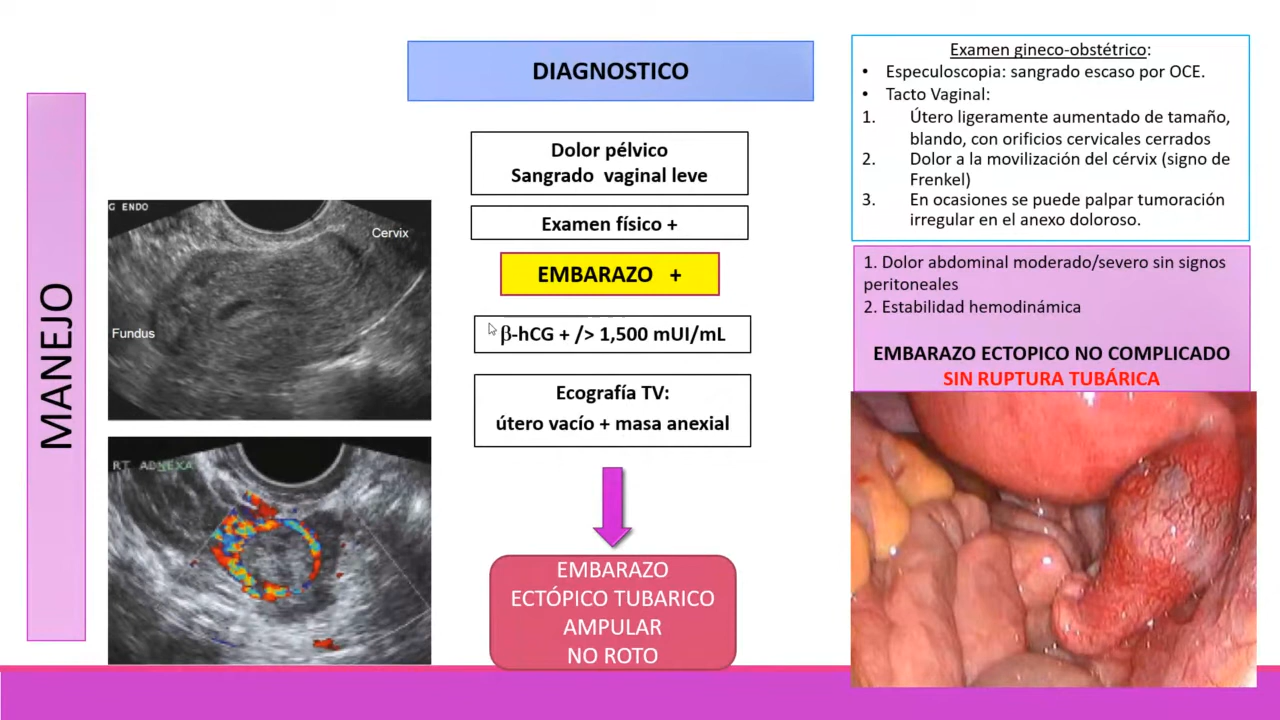 MANEJO
DIAGNOSTICO
Dolor pélvico
Sangrado vaginal leve
Examen físico +
EMBARAZO +
β-hCG + /> 1,500 mUI/mL
Ecografía TV:
útero vacío + masa anexial
EMBARAZO
ECTÓPICO TUBARICO
AMPULAR
NO ROTO
G ENDO
Cervix
Fundus
RT ADNEXA
Examen gineco-obstétrico:
• Especuloscopia: sangrado escaso por OCE.
• Tacto Vaginal:
1. Útero ligeramente aumentado de tamaño,
blando, con orificios cervicales cerrados
2. Dolor a la movilización del cérvix (signo de
Frenkel)
3. En ocasiones se puede palpar tumoración
irregular en el anexo doloroso.
1. Dolor abdominal moderado/severo sin signos
peritoneales
2. Estabilidad hemodinámica
EMBARAZO ECTOPICO NO COMPLICADO
SIN RUPTURA TUBÁRICA